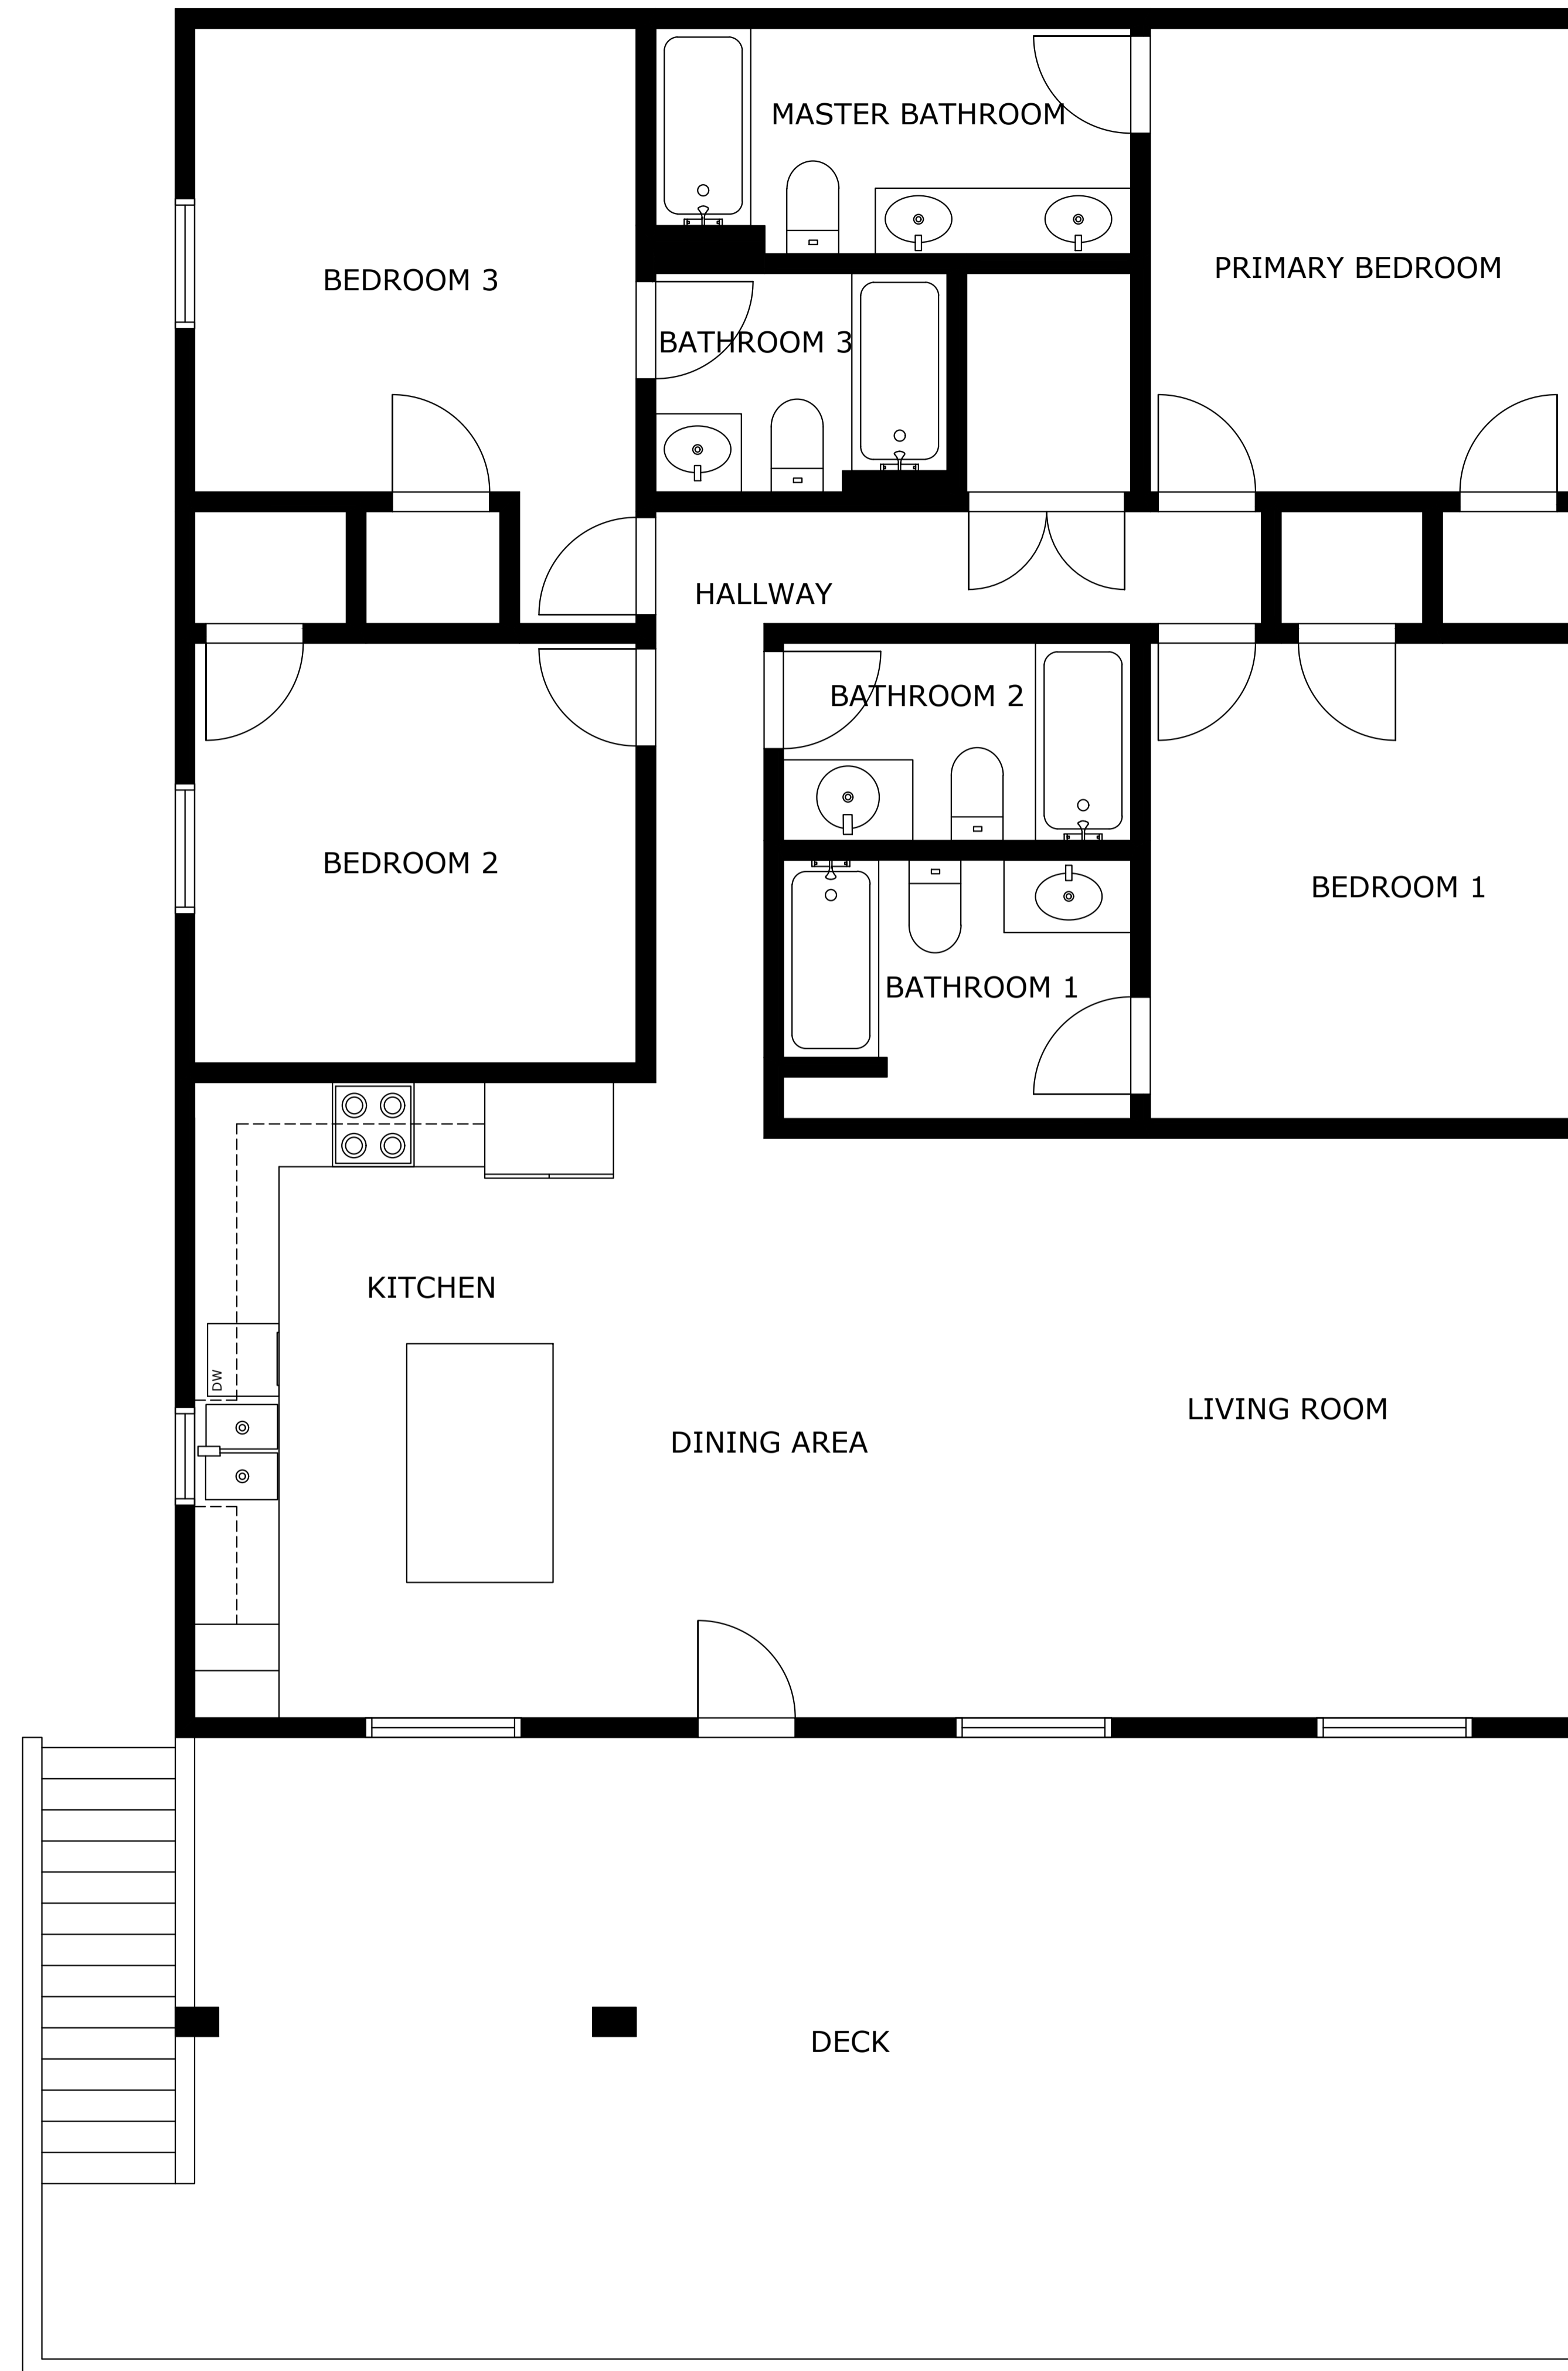 MASTER BATHROOM
PRIMARY BEDROOM
BEDROOM 3
BATHROOM 3
HALLWAY
BATHROOM 2
BEDROOM 2
BEDROOM 1
BATHROOM 1
KITCHEN
DW
LIVING ROOM
DINING AREA
DECK